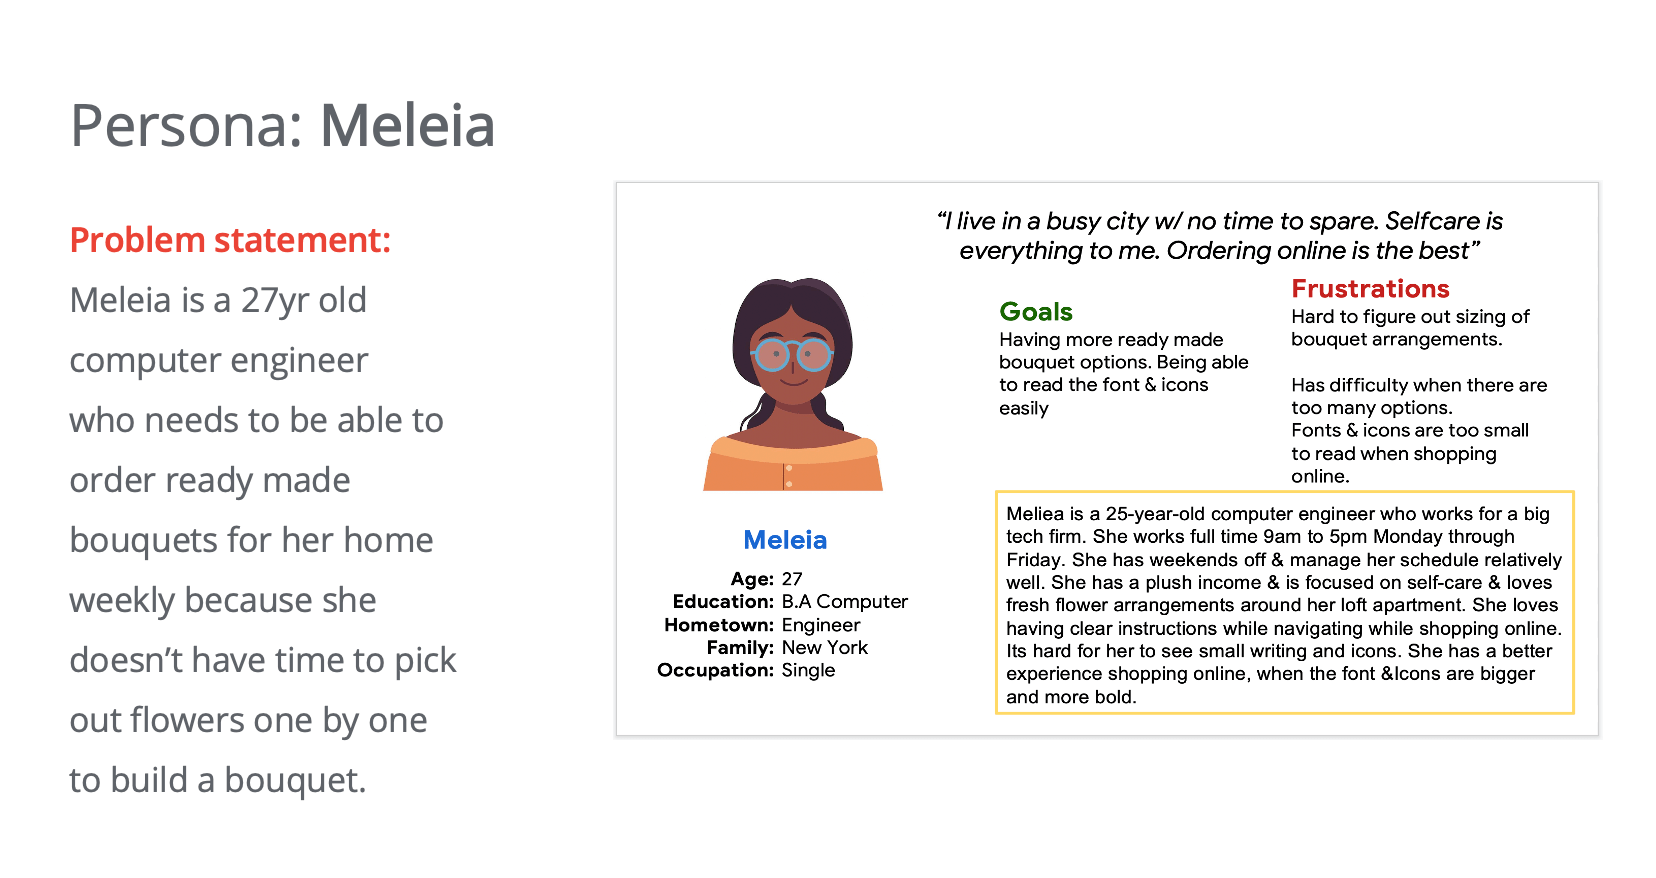 Persona: Meleia
Problem statement:
Meleia is a 27yr old
computer engineer
who needs to be able to
order ready made
bouquets for her home
weekly because she
doesn’t have time to pick
out flowers one by one
to build a bouquet.
“I live in a busy city w/ no time to spare. Selfcare is
everything to me. Ordering online is the best”
Goals
Having more ready made
bouquet options. Being able
to read the font & icons
easily
Frustrations
Hard to figure out sizing of
bouquet arrangements.
Has difficulty when there are
too many options.
Fonts & icons are too small
to read when shopping
online.
Meleia
Age: 27
Education: B.A Computer
Hometown: Engineer
Family: New York
Occupation: Single
Meliea is a 25-year-old computer engineer who works for a big
tech firm. She works full time 9am to 5pm Monday through
Friday. She has weekends off & manage her schedule relatively
well. She has a plush income & is focused on self-care & loves
fresh flower arrangements around her loft apartment. She loves
having clear instructions while navigating while shopping online.
Its hard for her to see small writing and icons. She has a better
experience shopping online, when the font &Icons are bigger
and more bold.